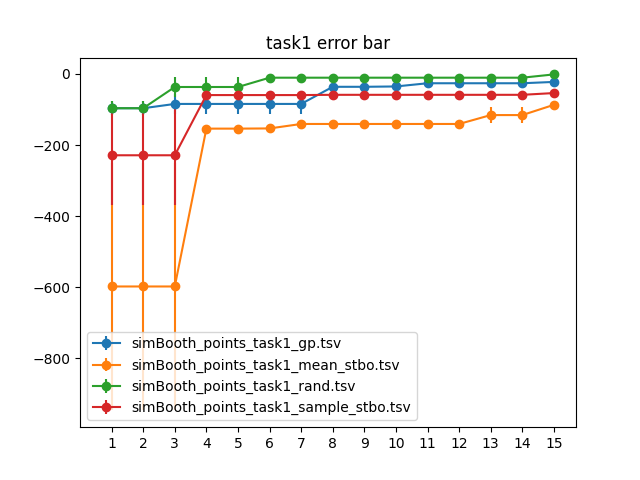 task1 error bar
0
−200
−400
−600
−800
simBooth_points_task1_gp.tsv
simBooth_points_task1_mean_stbo.tsv
simBooth_points_task1_rand.tsv
simBooth_points_task1_sample_stbo.tsv
1 2 3 4 5 6 7 8 9 10 11 12 13 14 15